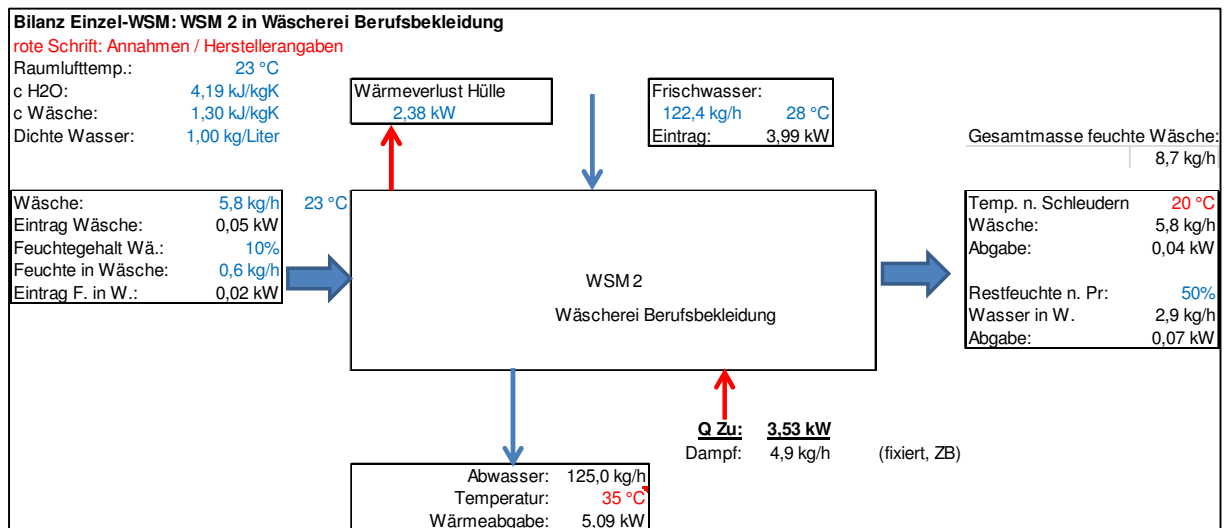 Bilanz Einzel-WSM: WSM 2 in Wäscherei Berufsbekleidung
rote Schrift: Annahmen / Herstellerangaben
Raumlufttemp.: 23 °C
c H2O: 4,19 kJ/kgK
c Wäsche: 1,30 kJ/kgK
Dichte Wasser: 1,00 kg/Liter
Wärmeverlust Hülle
2,38 kW
Frischwasser:
122,4 kg/h 28 °C
Eintrag: 3,99 kW
Gesamtmasse feuchte Wäsche:
8,7 kg/h
Wäsche: 5,8 kg/h 23 °C
Eintrag Wäsche: 0,05 kW
Feuchtegehalt Wä.: 10%
Feuchte in Wäsche: 0,6 kg/h
Eintrag F. in W.: 0,02 kW
WSM 2
Wäscherei Berufsbekleidung
Temp. n. Schleudern 20 °C
Wäsche: 5,8 kg/h
Abgabe: 0,04 kW
Restfeuchte n. Pr: 50%
Wasser in W. 2,9 kg/h
Abgabe: 0,07 kW
Q Zu: 3,53 kW
Dampf: 4,9 kg/h (fixiert, ZB)
Abwasser: 125,0 kg/h
Temperatur: 35 °C
Wärmeabgabe: 5,09 kW